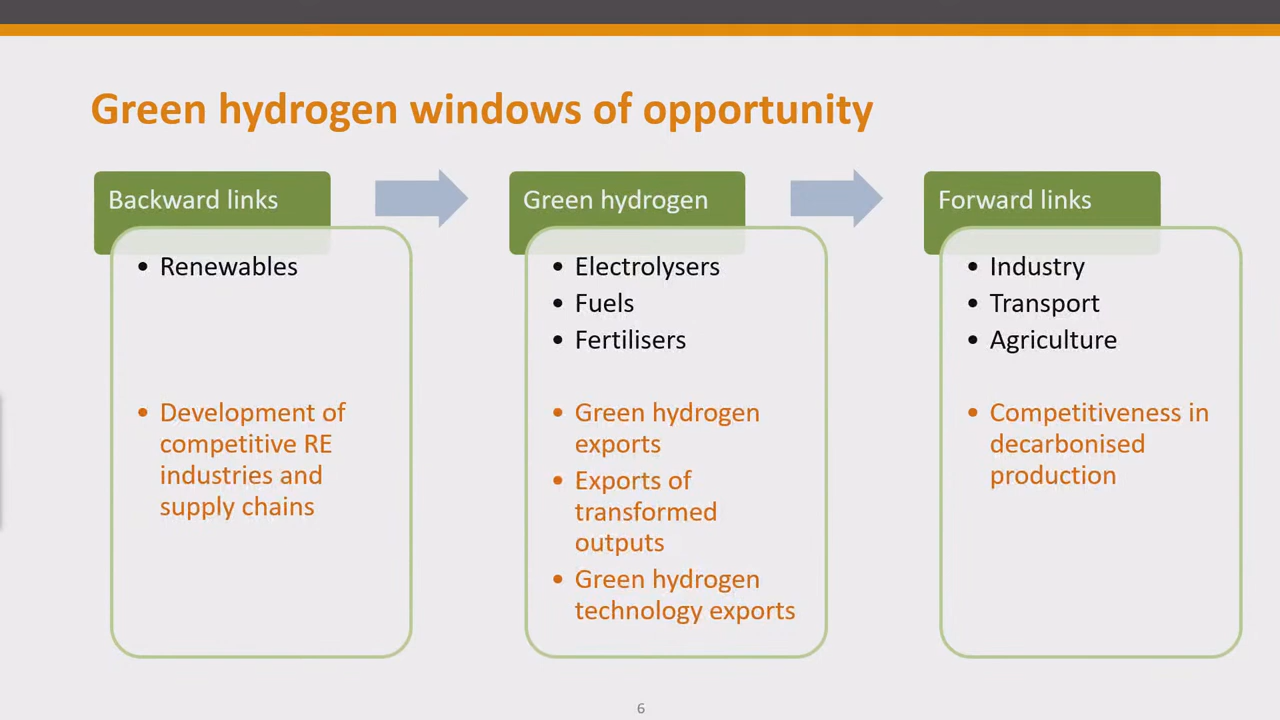 Green hydrogen windows of opportunity
Backward links
• Renewables
• Development of
competitive RE
industries and
supply chains
Green hydrogen
• Electrolysers
• Fuels
• Fertilisers
• Green hydrogen
exports
• Exports of
transformed
outputs
• Green hydrogen
technology exports
Forward links
• Industry
• Transport
• Agriculture
• Competitiveness in
decarbonised
production
6